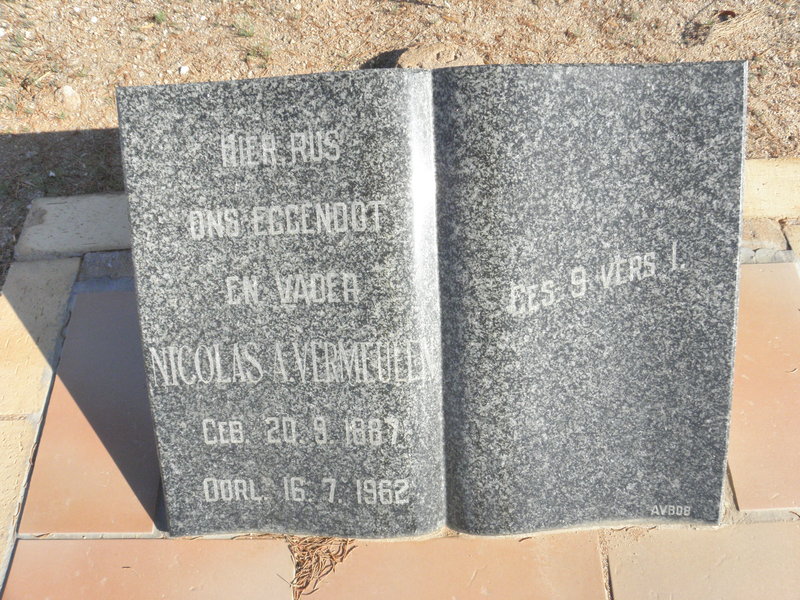 HIER RUS
ONS EGGENOOT
EN VADER
NICOLAS A. VERMEULEN
GEB. 20. 9. 1887.
OORL. 16. 7. 1962
GES. 9 VERS 1.
AVBOB